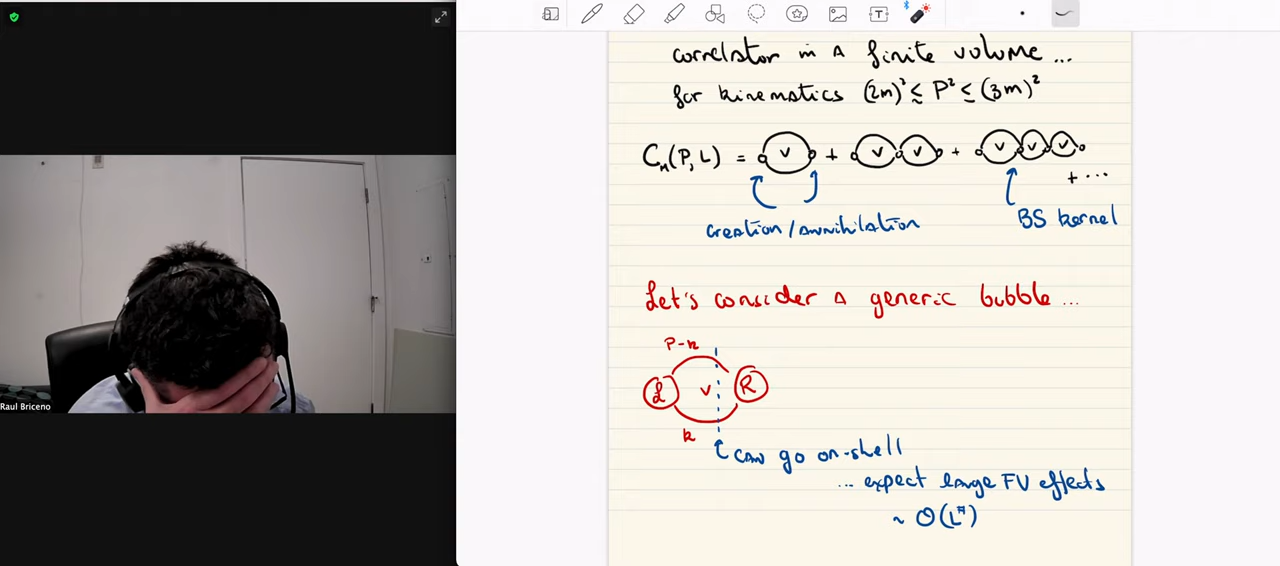 correlator in a finite volume ...
for kinematics (2m)² ≲ P² ≤ (3m)²
Cₙ(P, L) = V + V V + V V V
+ ...
creation/annihilation
BS kernel
Let's consider a generic bubble ...
P-k
L V R
k
can go on-shell
... expect large FV effects
~ O(L^#)
Raul Briceno
T